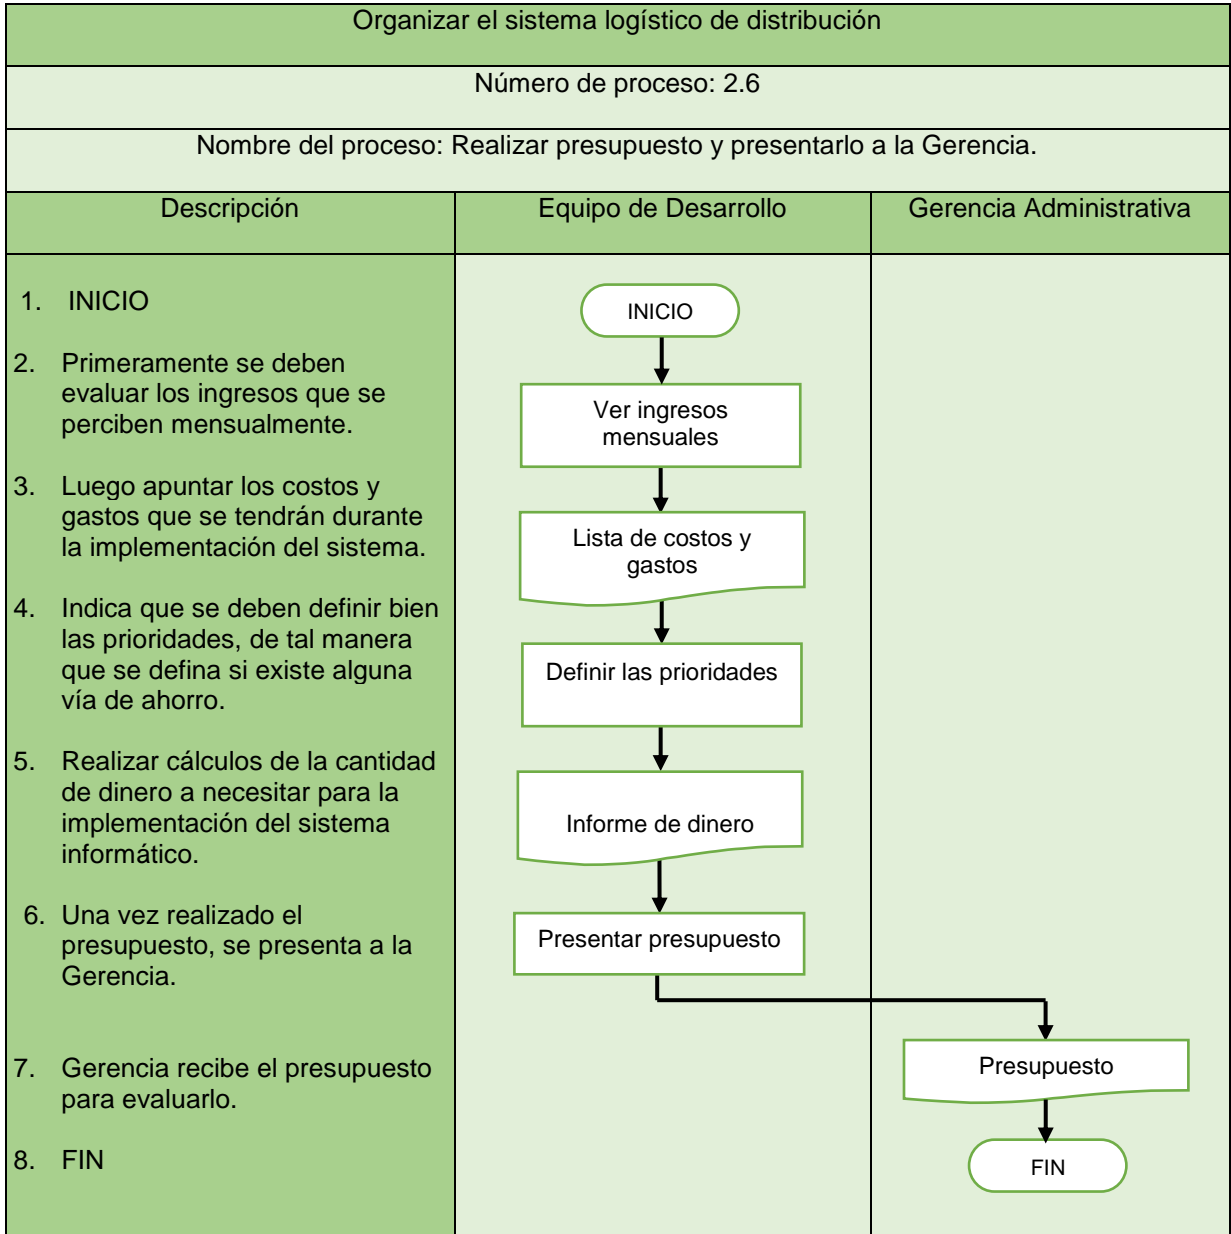 Organizar el sistema logístico de distribución
Número de proceso: 2.6
Nombre del proceso: Realizar presupuesto y presentarlo a la Gerencia.
Descripción
Equipo de Desarrollo
Gerencia Administrativa
1. INICIO
2. Primeramente se deben
evaluar los ingresos que se
perciben mensualmente.
3. Luego apuntar los costos y
gastos que se tendrán durante
la implementación del sistema.
4. Indica que se deben definir bien
las prioridades, de tal manera
que se defina si existe alguna
vía de ahorro.
5. Realizar cálculos de la cantidad
de dinero a necesitar para la
implementación del sistema
informático.
6. Una vez realizado el
presupuesto, se presenta a la
Gerencia.
7. Gerencia recibe el presupuesto
para evaluarlo.
8. FIN
INICIO
Ver ingresos
mensuales
Lista de costos y
gastos
Definir las prioridades
Informe de dinero
Presentar presupuesto
Presupuesto
FIN